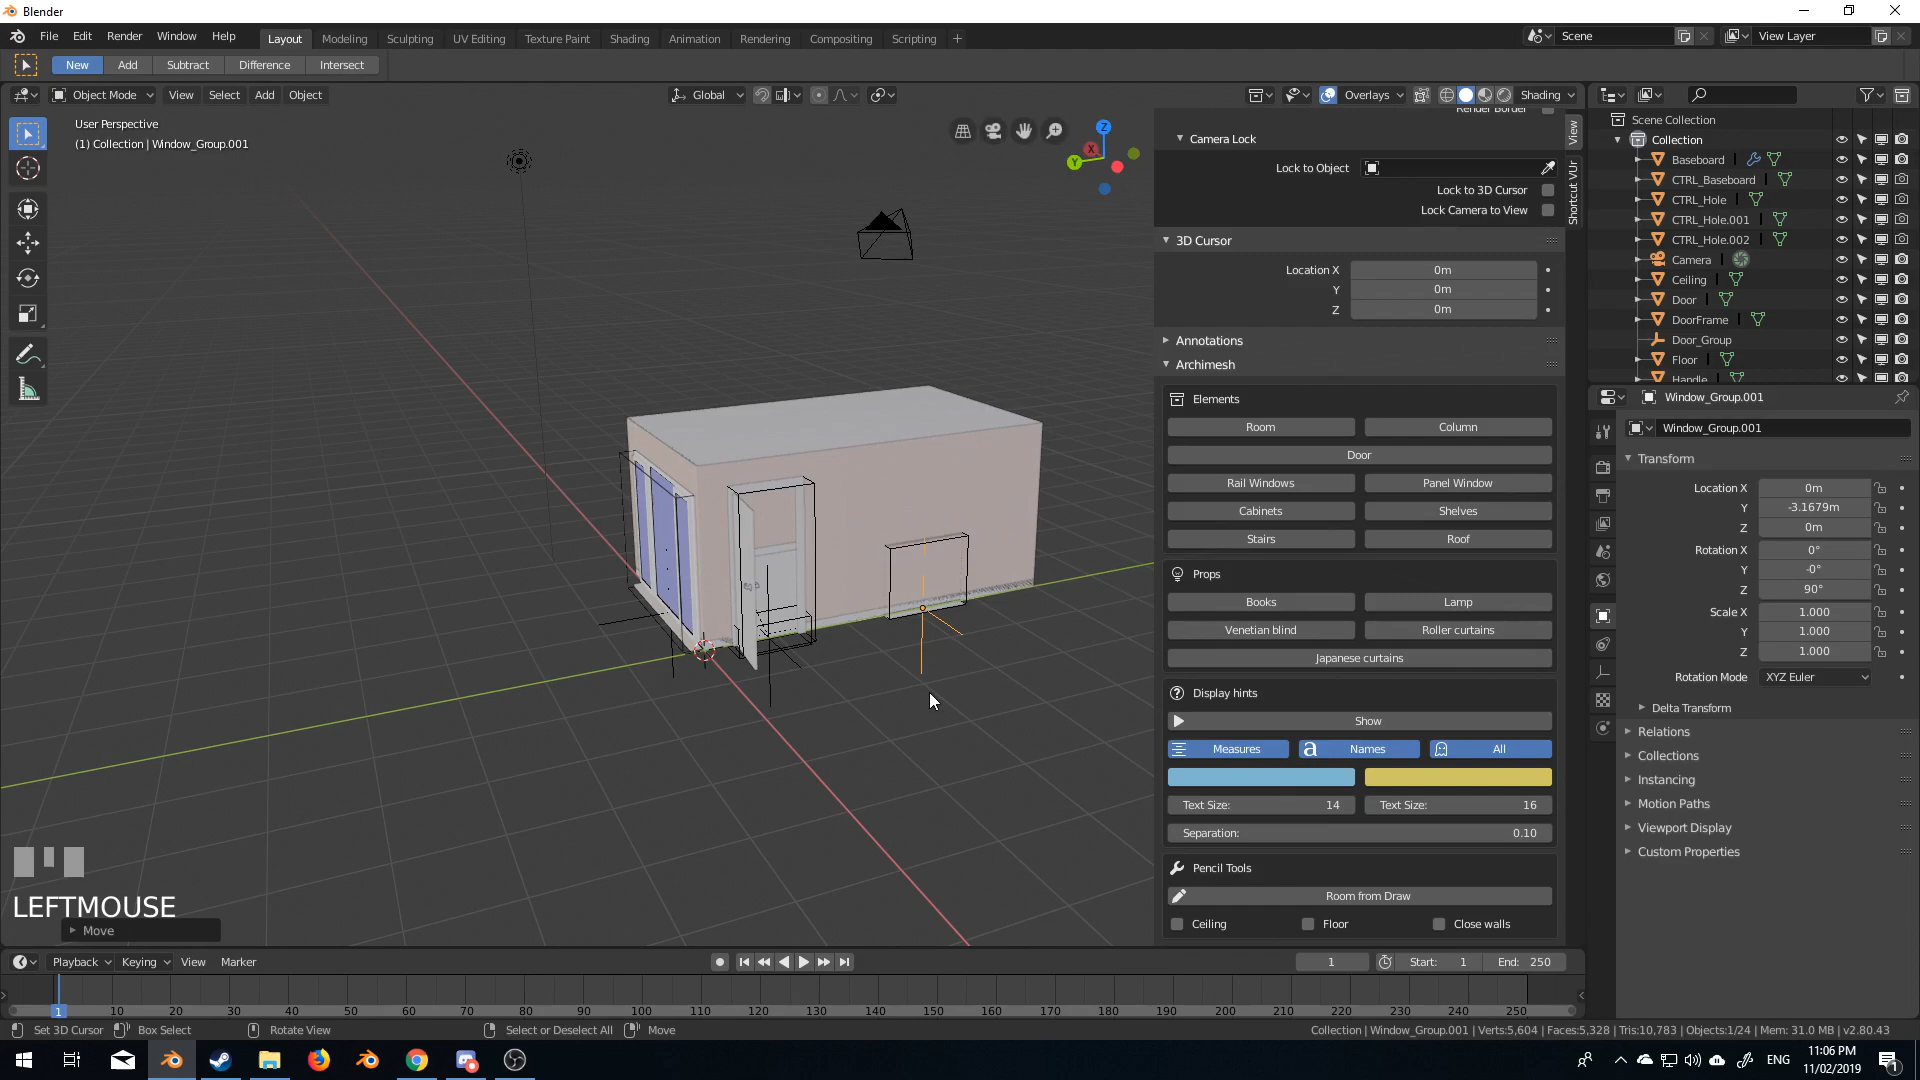 Blender
File Edit Render Window Help
Layout Modeling Sculpting UV Editing Texture Paint Shading Animation Rendering Compositing Scripting +
Scene View Layer
New Add Subtract Difference Intersect
Object Mode View Select Add Object
Global
Overlays Shading
User Perspective
(1) Collection | Window_Group.001
Z
Y
X
Render Border
Camera Lock
Lock to Object
Lock to 3D Cursor
Lock Camera to View
3D Cursor
Location X 0m
Y 0m
Z 0m
Annotations
Archimesh
Elements
Room Column
Door
Rail Windows Panel Window
Cabinets Shelves
Stairs Roof
Props
Books Lamp
Venetian blind Roller curtains
Japanese curtains
Display hints
Show
Measures a Names All
Text Size: 14 Text Size: 16
Separation: 0.10
Pencil Tools
Room from Draw
Ceiling Floor Close walls
View
Shortcut VUr
Scene Collection
Collection
Baseboard
CTRL_Baseboard
CTRL_Hole
CTRL_Hole.001
CTRL_Hole.002
Camera
Ceiling
Door
DoorFrame
Door_Group
Floor
Handle
Window_Group.001
Window_Group.001
Transform
Location X 0m
Y -3.1679m
Z 0m
Rotation X 0°
Y -0°
Z 90°
Scale X 1.000
Y 1.000
Z 1.000
Rotation Mode XYZ Euler
Delta Transform
Relations
Collections
Instancing
Motion Paths
Viewport Display
Custom Properties
LEFTMOUSE
Move
Playback Keying View Marker
1 Start: 1 End: 250
1 10 20 30 40 50 60 70 80 90 100 110 120 130 140 150 160 170 180 190 200 210 220 230 240 250
Set 3D Cursor Box Select Rotate View Select or Deselect All Move
Collection | Window_Group.001 | Verts:5,604 | Faces:5,328 | Tris:10,783 | Objects:1/24 | Mem: 31.0 MB | v2.80.43
ENG
11:06 PM
11/02/2019
1